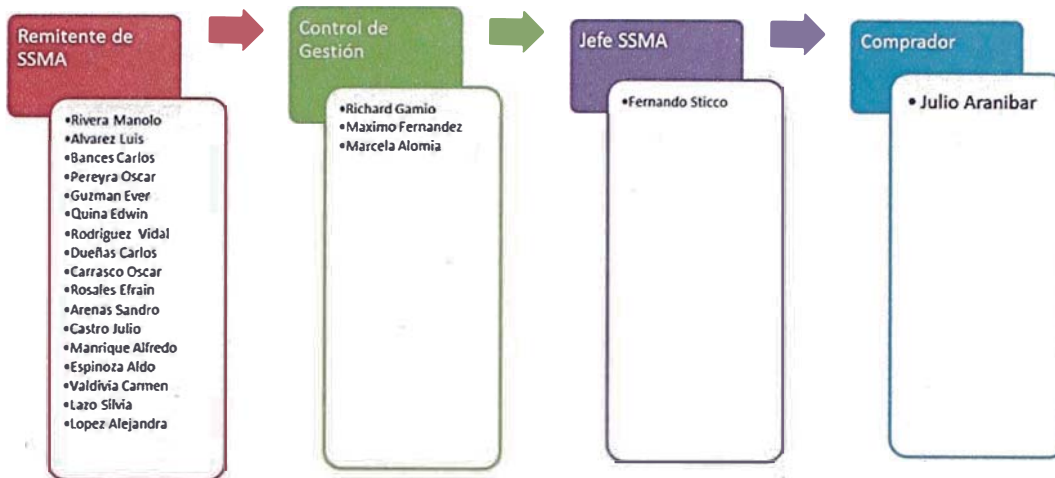 Remitente de
SSMA
•Rivera Manolo
•Alvarez Luis
•Bances Carlos
•Pereyra Oscar
•Guzman Ever
•Quina Edwin
•Rodriguez Vidal
•Dueñas Carlos
•Carrasco Oscar
•Rosales Efrain
•Arenas Sandro
•Castro Julio
•Manrique Alfredo
•Espinoza Aldo
•Valdivia Carmen
•Lazo Silvia
•Lopez Alejandra
Control de
Gestión
•Richard Gamio
•Maximo Fernandez
•Marcela Alomia
Jefe SSMA
•Fernando Sticco
Comprador
• Julio Aranibar